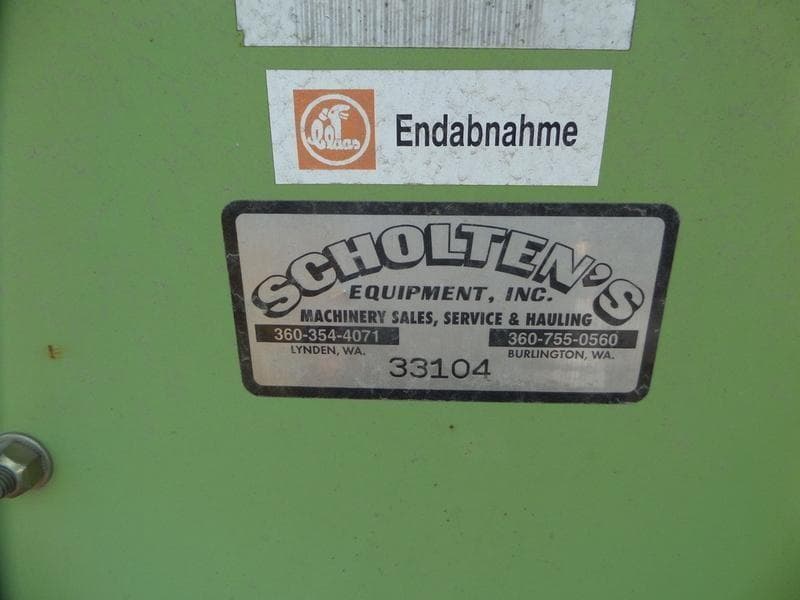 Claas
Endabnahme
SCHOLTEN'S
EQUIPMENT, INC.
MACHINERY SALES, SERVICE & HAULING
360-354-4071 360-755-0560
LYNDEN, WA. BURLINGTON, WA.
33104